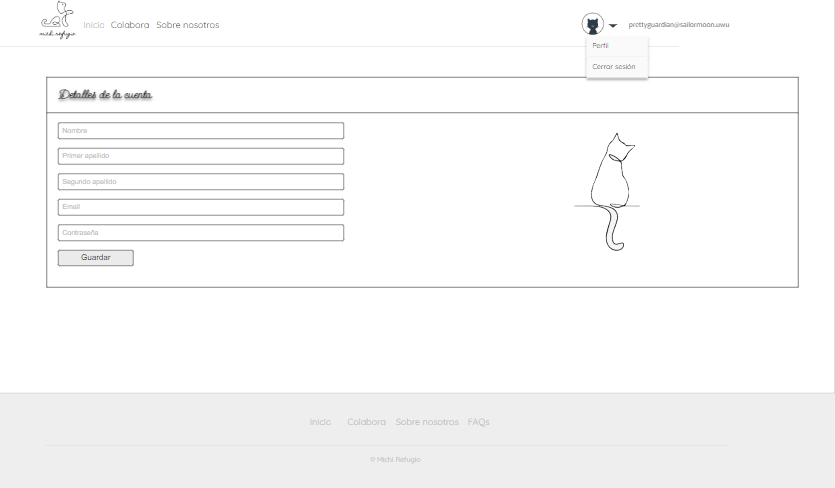 michi refugio
Inicio Colabora Sobre nosotros
prettyguardian@sailormoon.uwu
Perfil
Cerrar sesión
Detalles de la cuenta
Nombre
Primer apellido
Segundo apellido
Email
Contraseña
Guardar
Inicio Colabora Sobre nosotros FAQs
© Michi Refugio